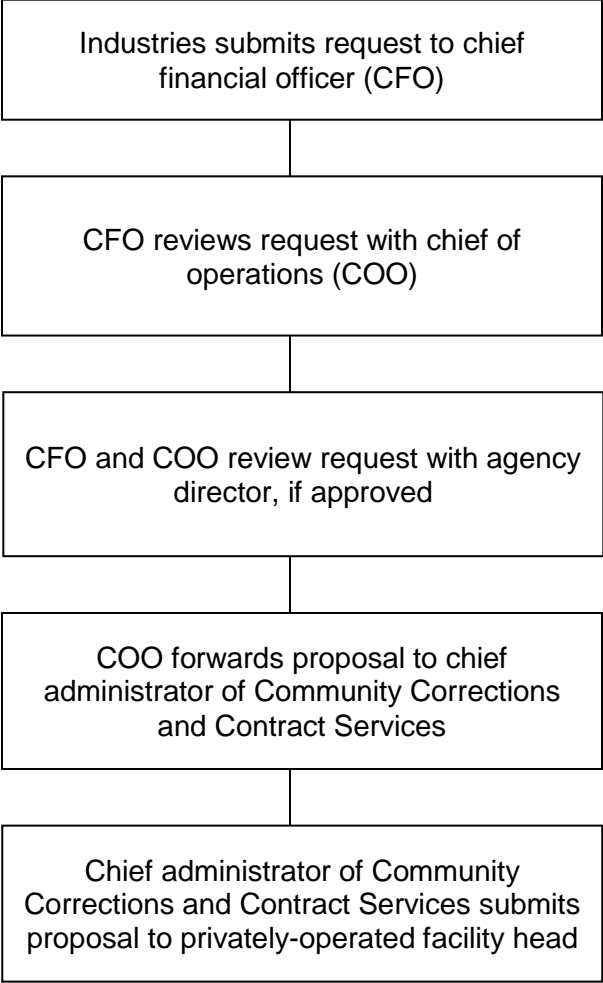 Industries submits request to chief
financial officer (CFO)
CFO reviews request with chief of
operations (COO)
CFO and COO review request with agency
director, if approved
COO forwards proposal to chief
administrator of Community Corrections
and Contract Services
Chief administrator of Community
Corrections and Contract Services submits
proposal to privately-operated facility head